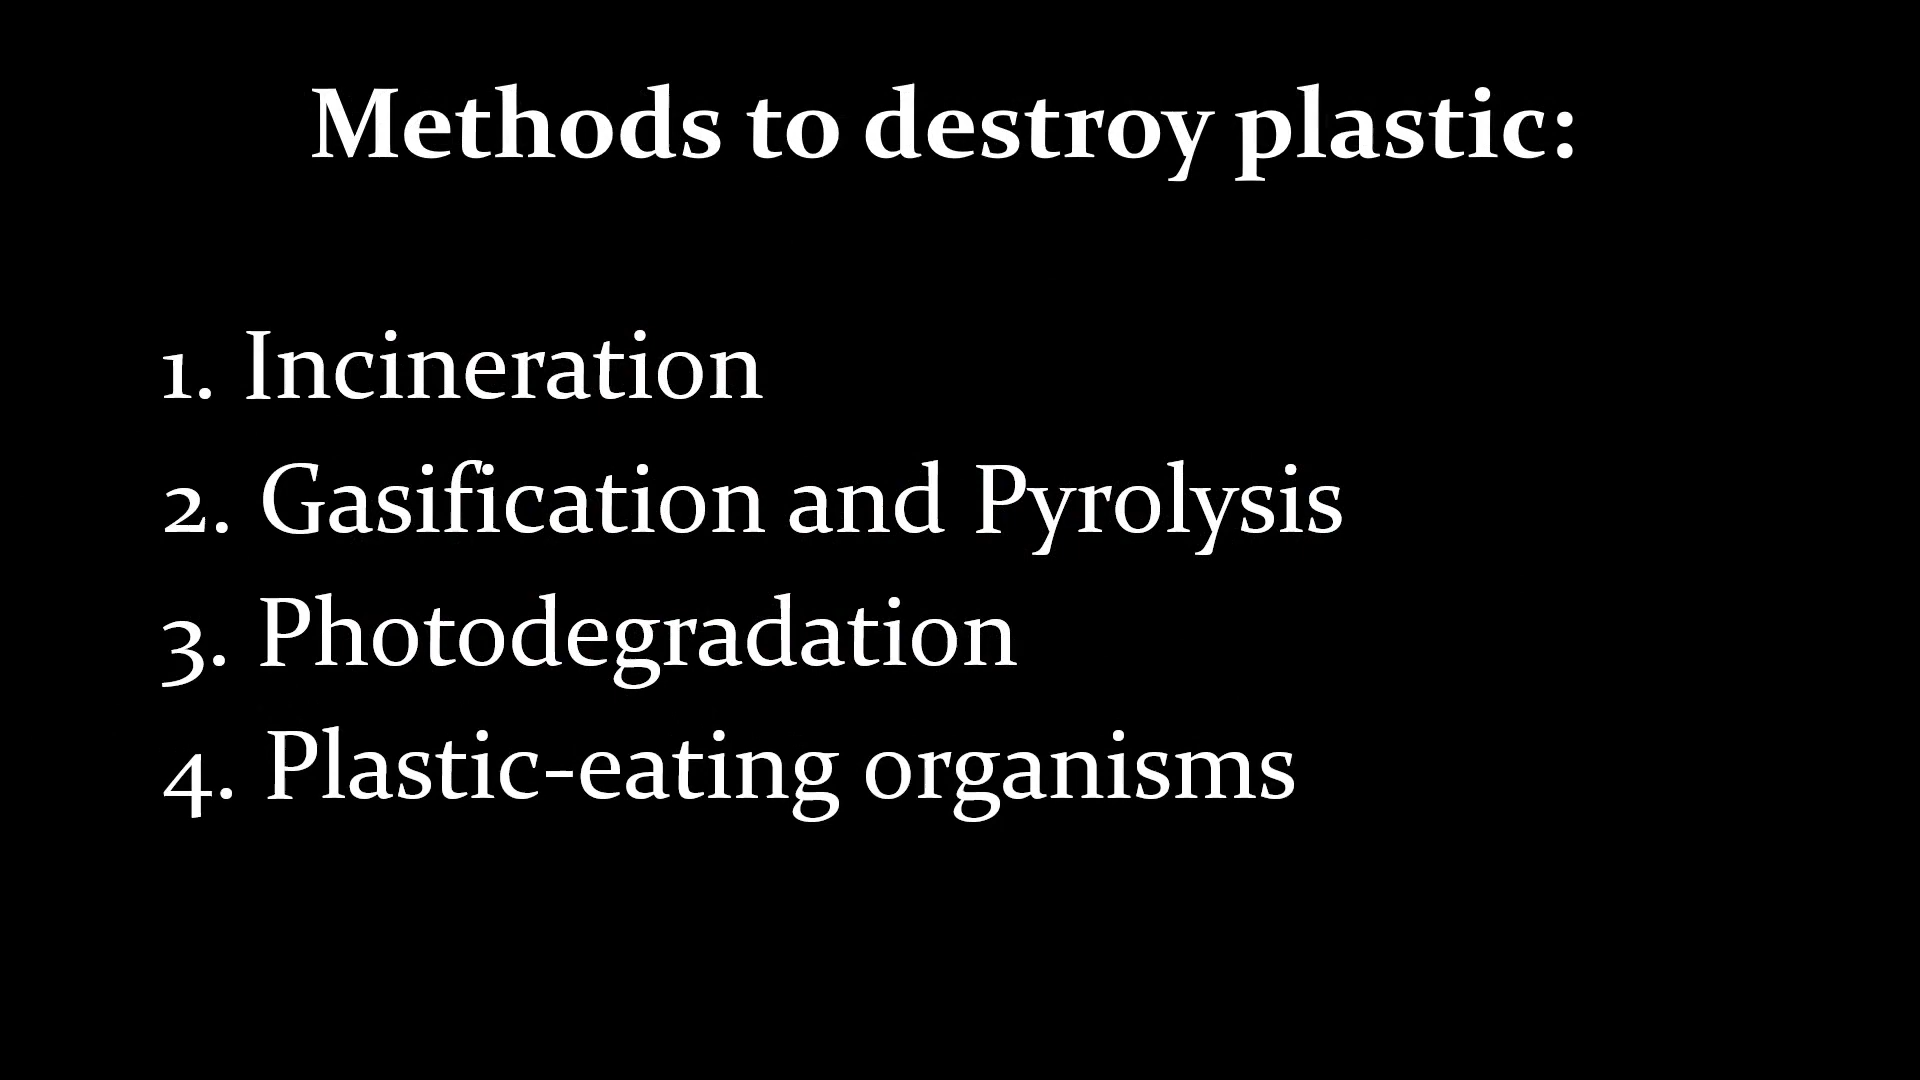 Methods to destroy plastic:
1. Incineration
2. Gasification and Pyrolysis
3. Photodegradation
4. Plastic-eating organisms